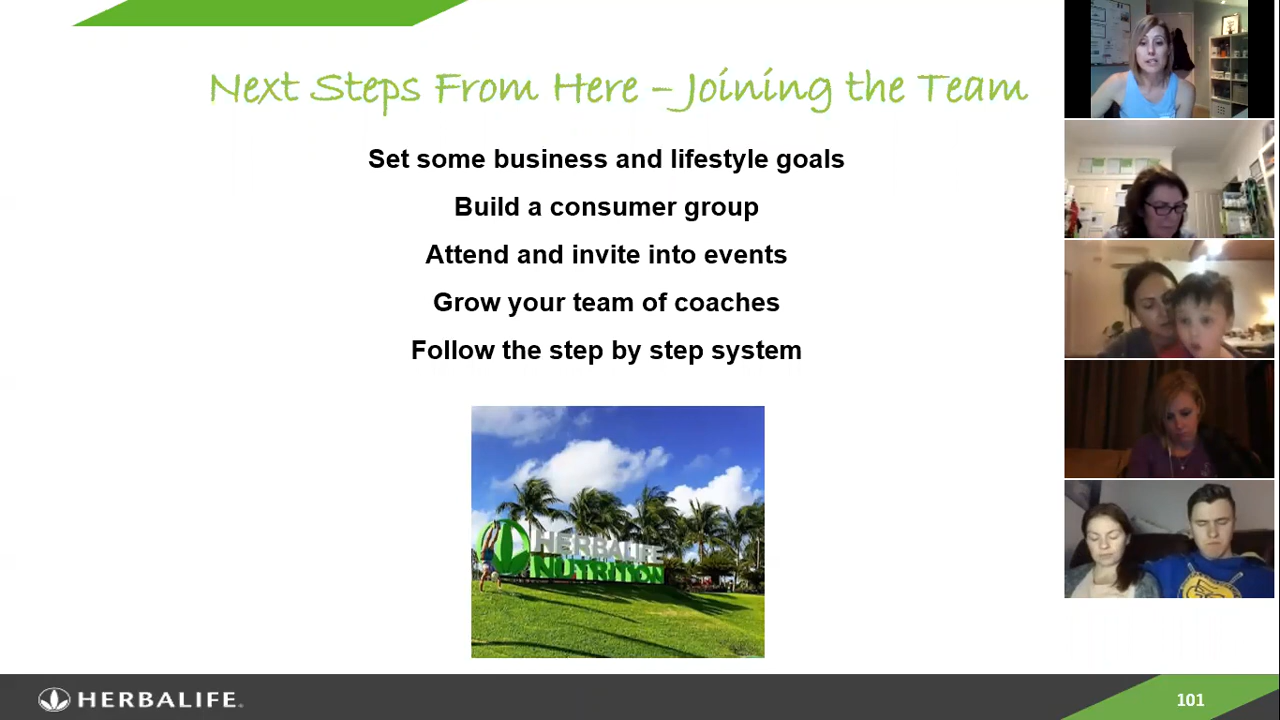 Next Steps From Here – Joining the Team
Set some business and lifestyle goals
Build a consumer group
Attend and invite into events
Grow your team of coaches
Follow the step by step system
HERBALIFE
NUTRITION
HERBALIFE.
101